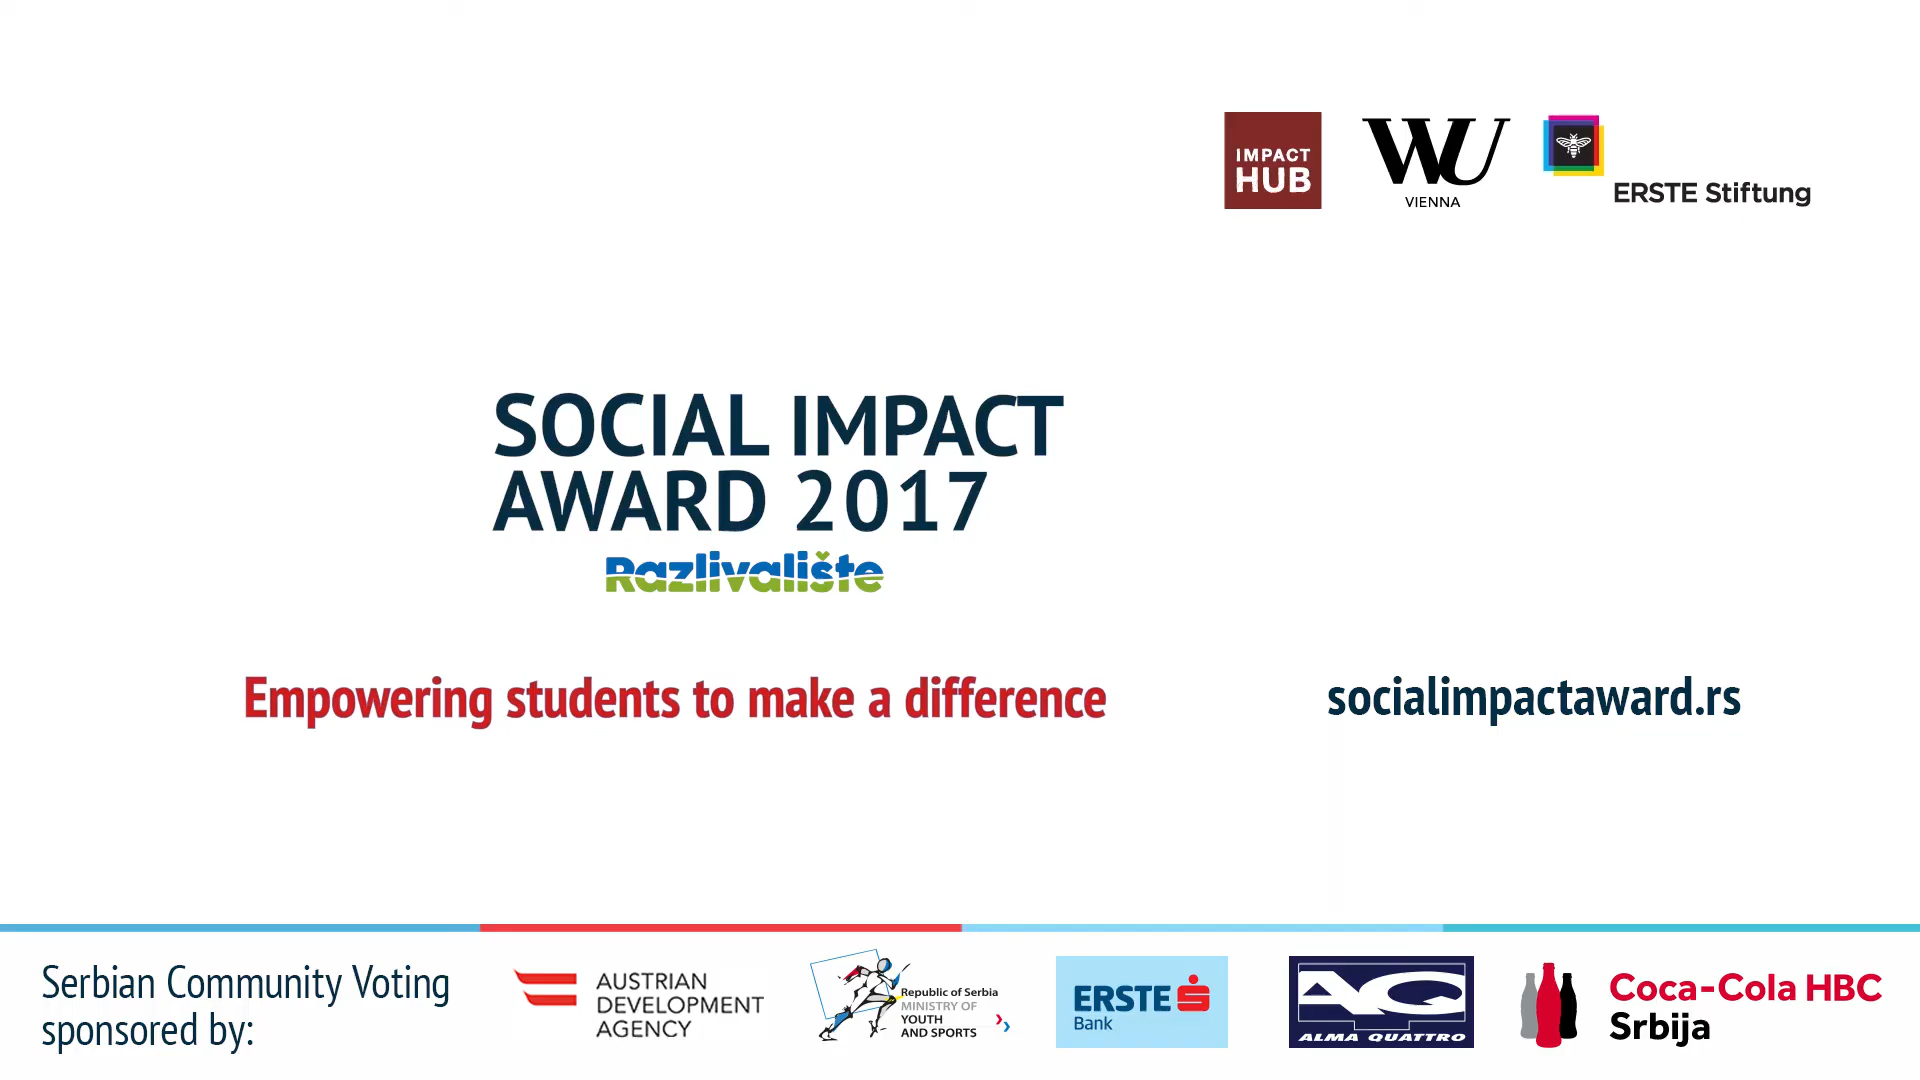 IMPACT
HUB
WU
VIENNA
ERSTE Stiftung
SOCIAL IMPACT
AWARD 2017
Razlivalište
Empowering students to make a difference
socialimpactaward.rs
Serbian Community Voting
sponsored by:
AUSTRIAN
DEVELOPMENT
AGENCY
Republic of Serbia
MINISTRY OF
YOUTH
AND SPORTS
ERSTE
Bank
AQ
ALMA QUATTRO
Coca-Cola HBC
Srbija